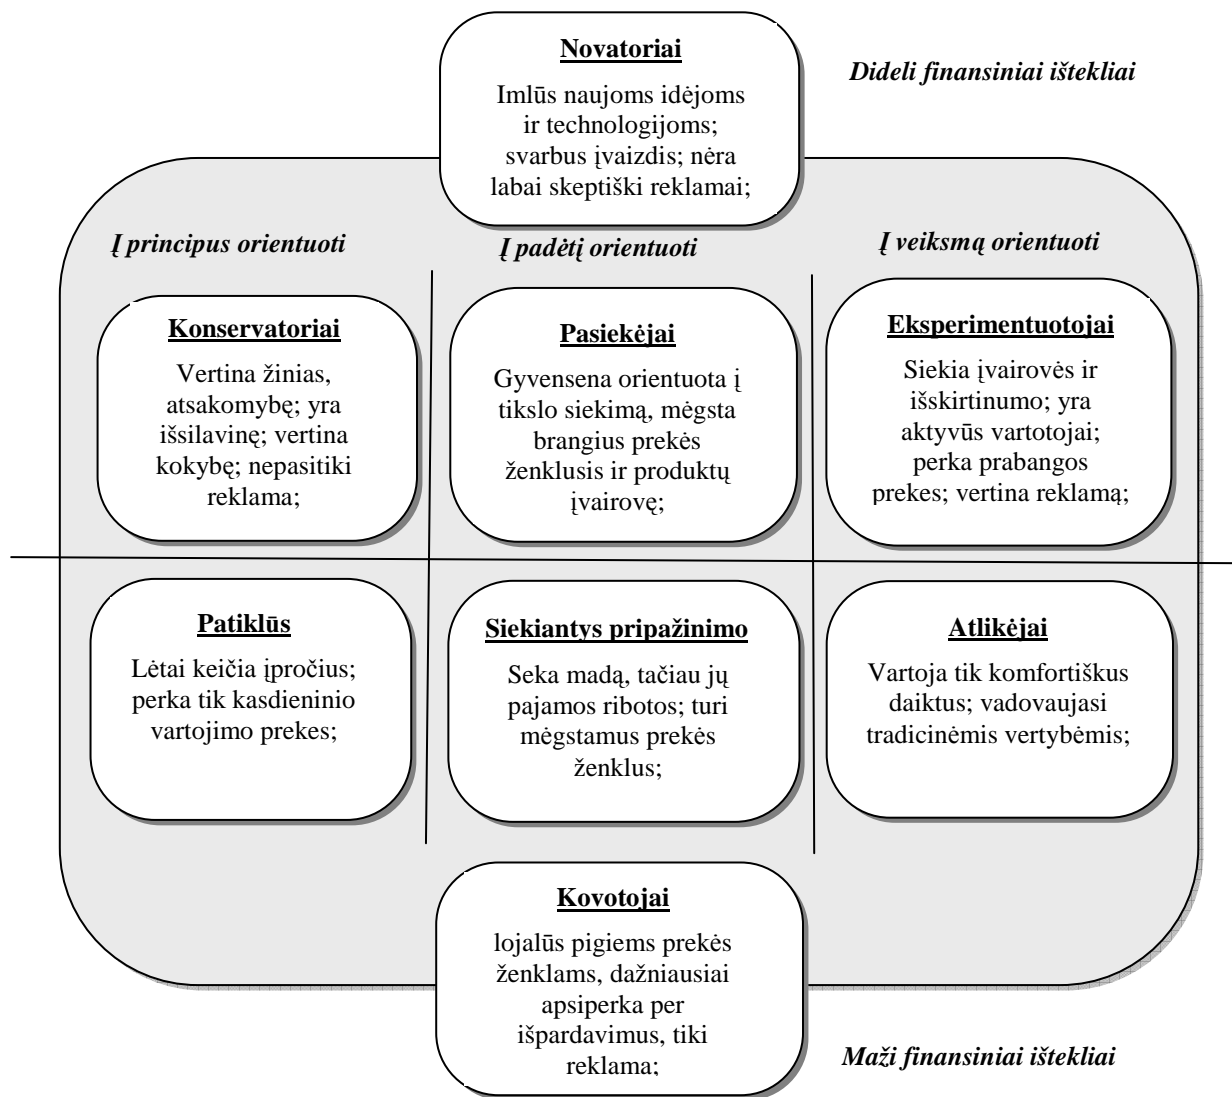 Novatoriai
Imlūs naujoms idėjoms
ir technologijoms;
svarbus įvaizdis; nėra
labai skeptiški reklamai;
Dideli finansiniai ištekliai
Į principus orientuoti
Į padėtį orientuoti
Į veiksmą orientuoti
Konservatoriai
Vertina žinias,
atsakomybę; yra
išsilavinę; vertina
kokybę; nepasitiki
reklama;
Pasiekėjai
Gyvensena orientuota į
tikslo siekimą, mėgsta
brangius prekės
ženklusis ir produktų
įvairovę;
Eksperimentuotojai
Siekia įvairovės ir
išskirtinumo; yra
aktyvūs vartotojai;
perka prabangos
prekes; vertina reklamą;
Patiklūs
Lėtai keičia įpročius;
perka tik kasdieninio
vartojimo prekes;
Siekiantys pripažinimo
Seka madą, tačiau jų
pajamos ribotos; turi
mėgstamus prekės
ženklus;
Atlikėjai
Vartoja tik komfortiškus
daiktus; vadovaujasi
tradicinėmis vertybėmis;
Kovotojai
lojalūs pigiems prekės
ženklams, dažniausiai
apsiperka per
išpardavimus, tiki
reklama;
Maži finansiniai ištekliai